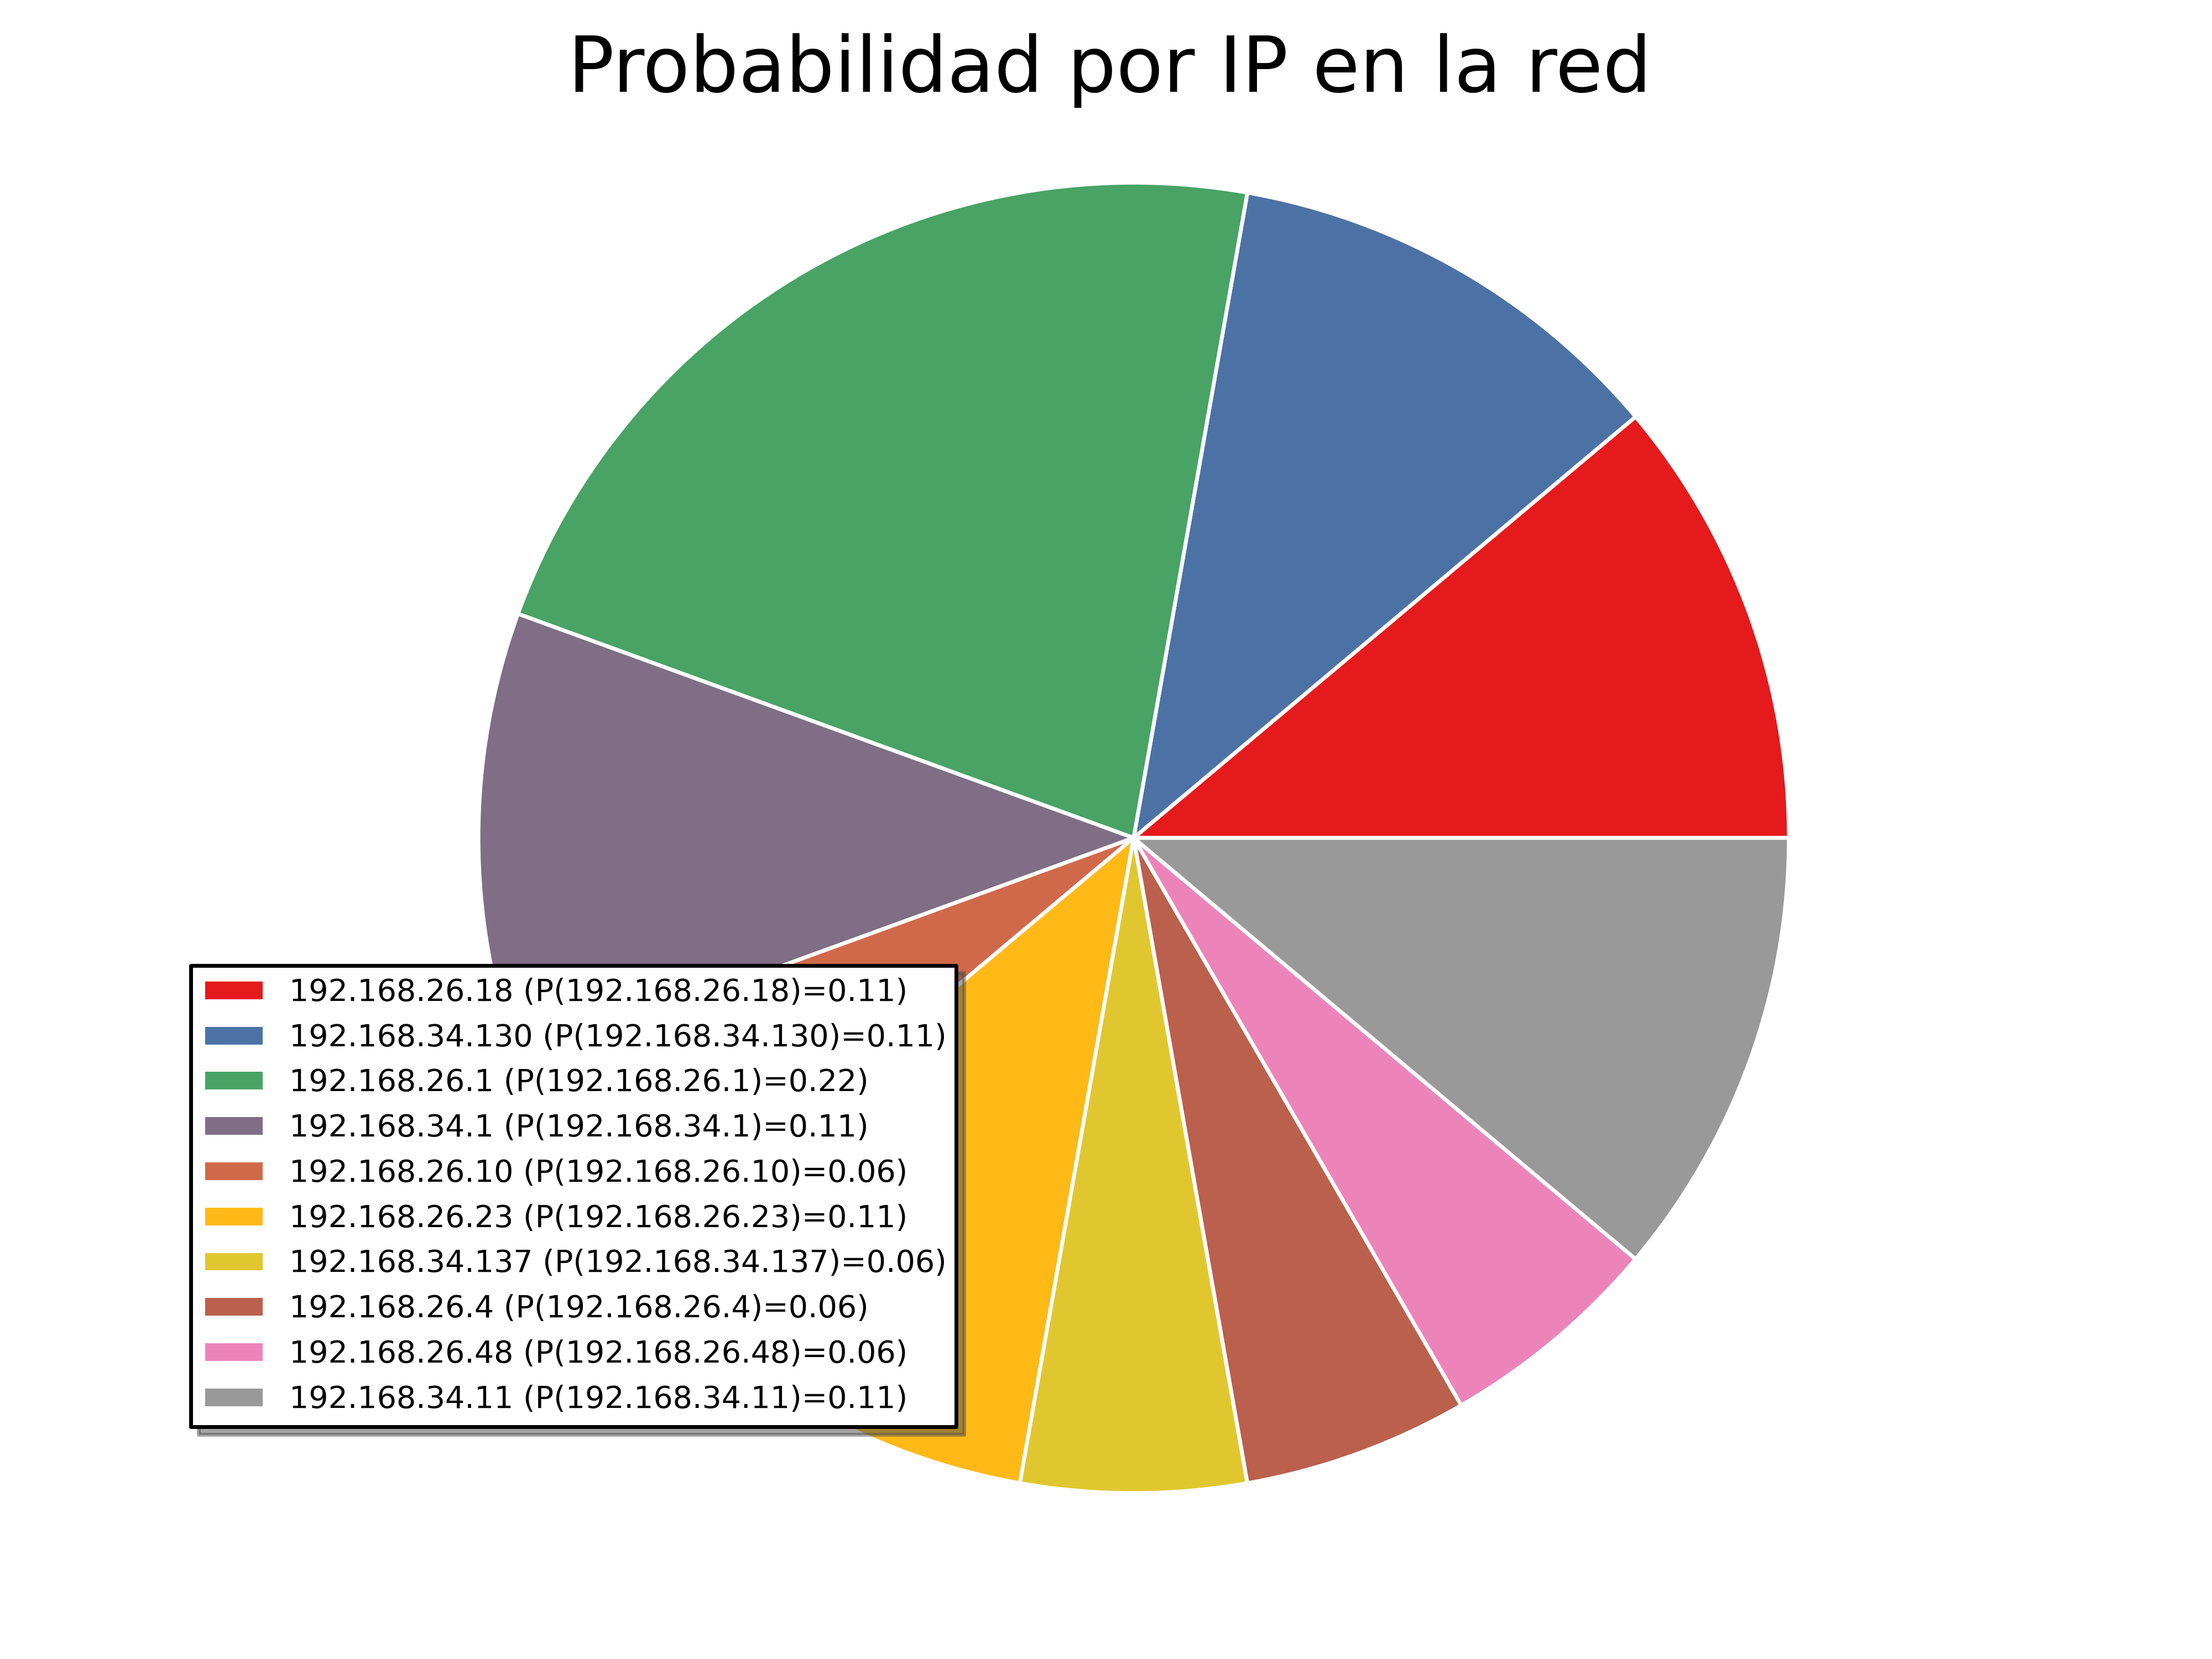 Probabilidad por IP en la red
192.168.26.18 (P(192.168.26.18)=0.11)
192.168.34.130 (P(192.168.34.130)=0.11)
192.168.26.1 (P(192.168.26.1)=0.22)
192.168.34.1 (P(192.168.34.1)=0.11)
192.168.26.10 (P(192.168.26.10)=0.06)
192.168.26.23 (P(192.168.26.23)=0.11)
192.168.34.137 (P(192.168.34.137)=0.06)
192.168.26.4 (P(192.168.26.4)=0.06)
192.168.26.48 (P(192.168.26.48)=0.06)
192.168.34.11 (P(192.168.34.11)=0.11)